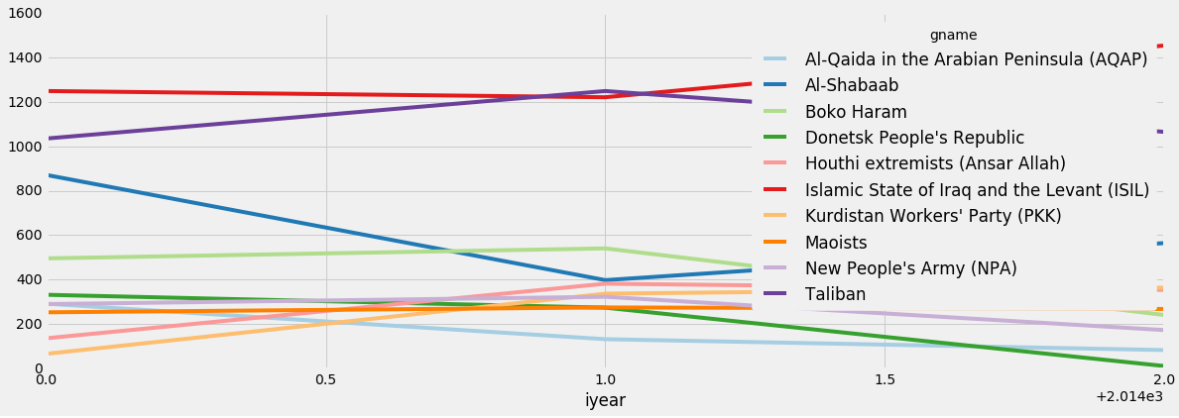 1600
1400
1200
1000
800
600
400
200
0
gname
Al-Qaida in the Arabian Peninsula (AQAP)
Al-Shabaab
Boko Haram
Donetsk People's Republic
Houthi extremists (Ansar Allah)
Islamic State of Iraq and the Levant (ISIL)
Kurdistan Workers' Party (PKK)
Maoists
New People's Army (NPA)
Taliban
0.0 0.5 1.0 1.5 2.0
+2.014e3
iyear